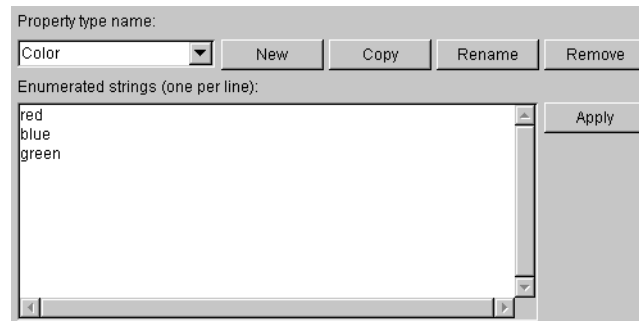 Property type name:
Color New Copy Rename Remove
Enumerated strings (one per line):
red
blue
green
Apply